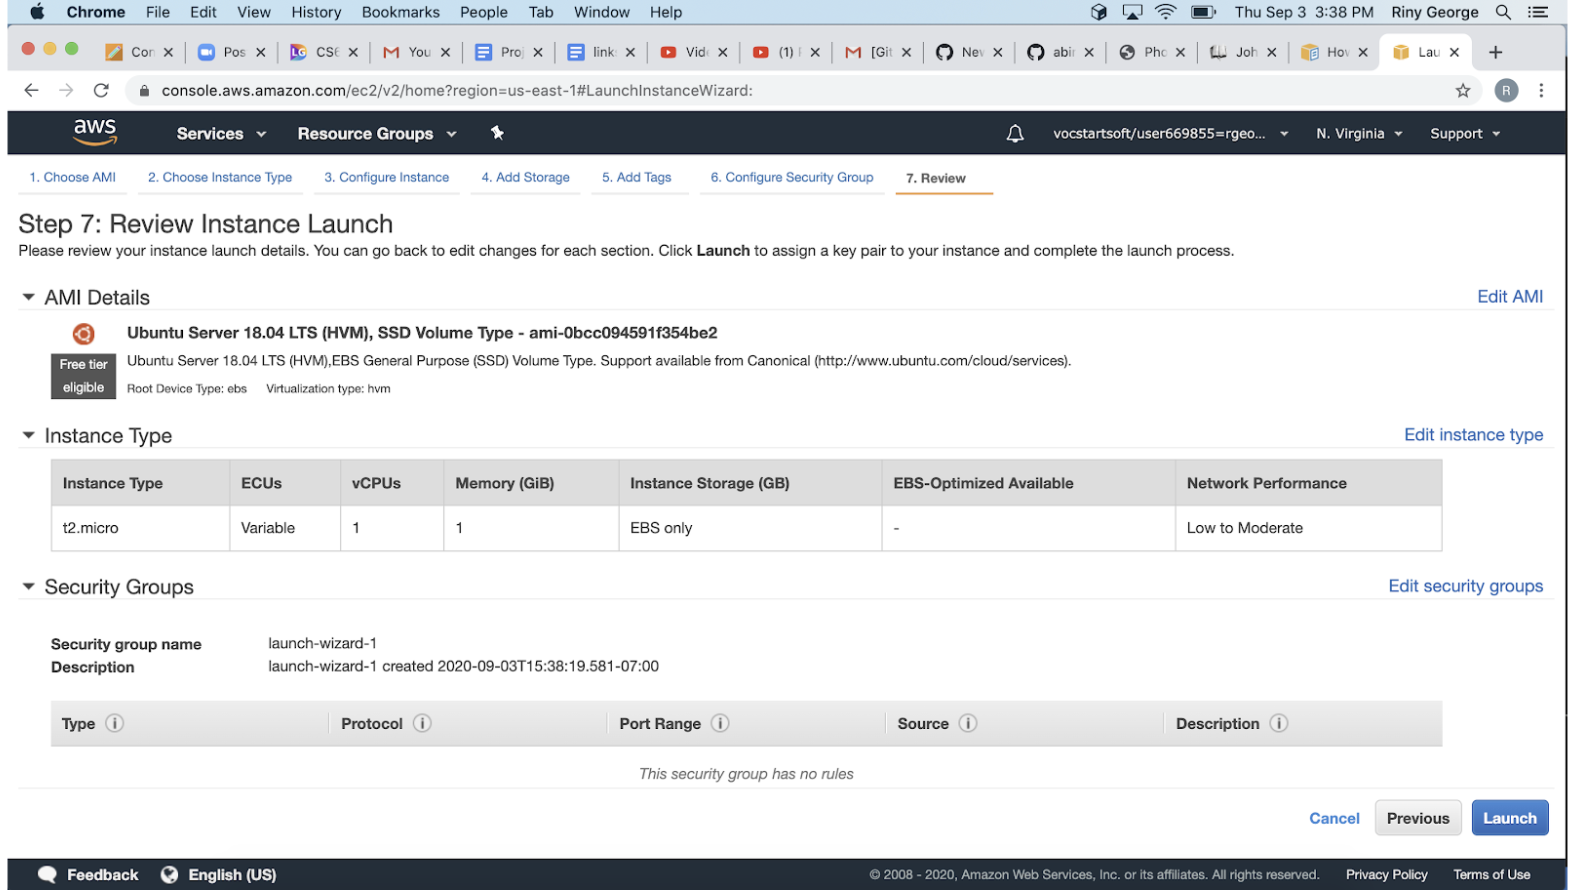 Chrome File Edit View History Bookmarks People Tab Window Help Thu Sep 3 3:38 PM Riny George
Con Pos CS6 You Proj link Vide (1) F [Git Nev abir Pho Joh Hov Lau
console.aws.amazon.com/ec2/v2/home?region=us-east-1#LaunchInstanceWizard: R
aws Services Resource Groups vocstartsoft/user669855=rgeo... N. Virginia Support
1. Choose AMI 2. Choose Instance Type 3. Configure Instance 4. Add Storage 5. Add Tags 6. Configure Security Group 7. Review
Step 7: Review Instance Launch
Please review your instance launch details. You can go back to edit changes for each section. Click Launch to assign a key pair to your instance and complete the launch process.
AMI Details Edit AMI
Ubuntu Server 18.04 LTS (HVM), SSD Volume Type - ami-0bcc094591f354be2
Free tier eligible
Ubuntu Server 18.04 LTS (HVM),EBS General Purpose (SSD) Volume Type. Support available from Canonical (http://www.ubuntu.com/cloud/services).
Root Device Type: ebs Virtualization type: hvm
Instance Type Edit instance type
Instance Type ECUs vCPUs Memory (GiB) Instance Storage (GB) EBS-Optimized Available Network Performance
t2.micro Variable 1 1 EBS only - Low to Moderate
Security Groups Edit security groups
Security group name launch-wizard-1
Description launch-wizard-1 created 2020-09-03T15:38:19.581-07:00
Type Protocol Port Range Source Description
This security group has no rules
Cancel Previous Launch
Feedback English (US) © 2008 - 2020, Amazon Web Services, Inc. or its affiliates. All rights reserved. Privacy Policy Terms of Use